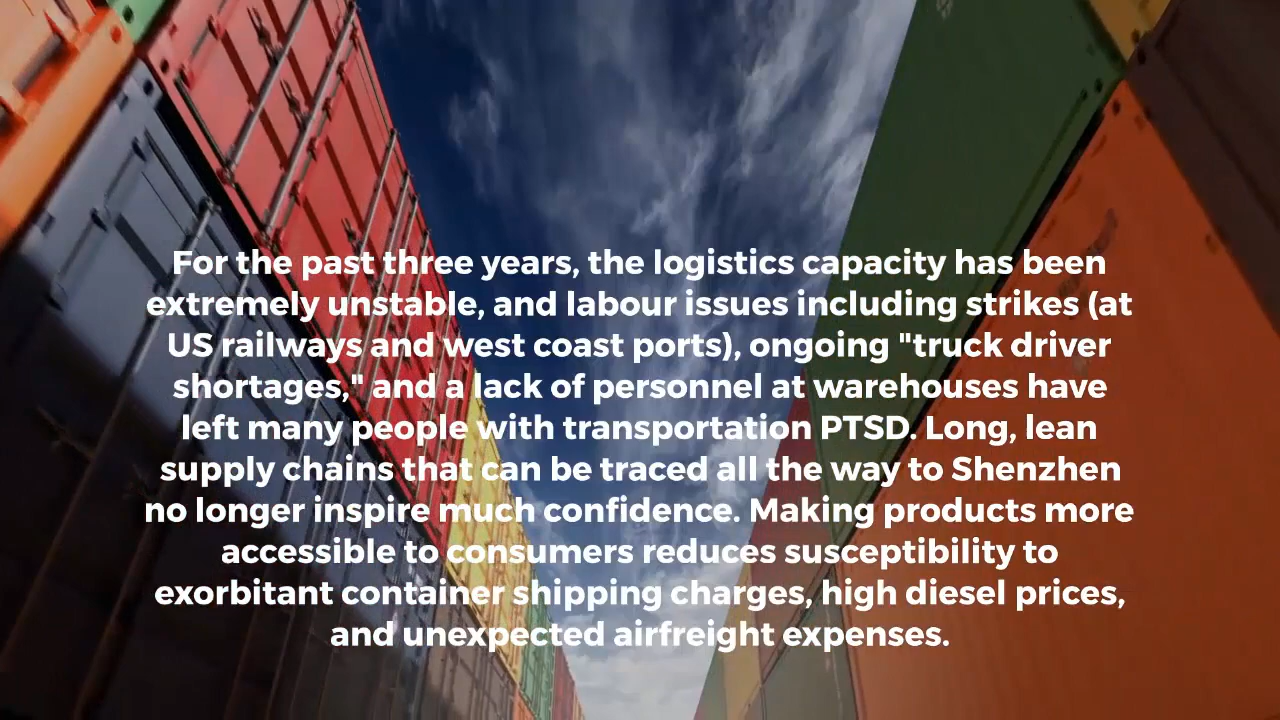 For the past three years, the logistics capacity has been
extremely unstable, and labour issues including strikes (at
US railways and west coast ports), ongoing "truck driver
shortages," and a lack of personnel at warehouses have
left many people with transportation PTSD. Long, lean
supply chains that can be traced all the way to Shenzhen
no longer inspire much confidence. Making products more
accessible to consumers reduces susceptibility to
exorbitant container shipping charges, high diesel prices,
and unexpected airfreight expenses.